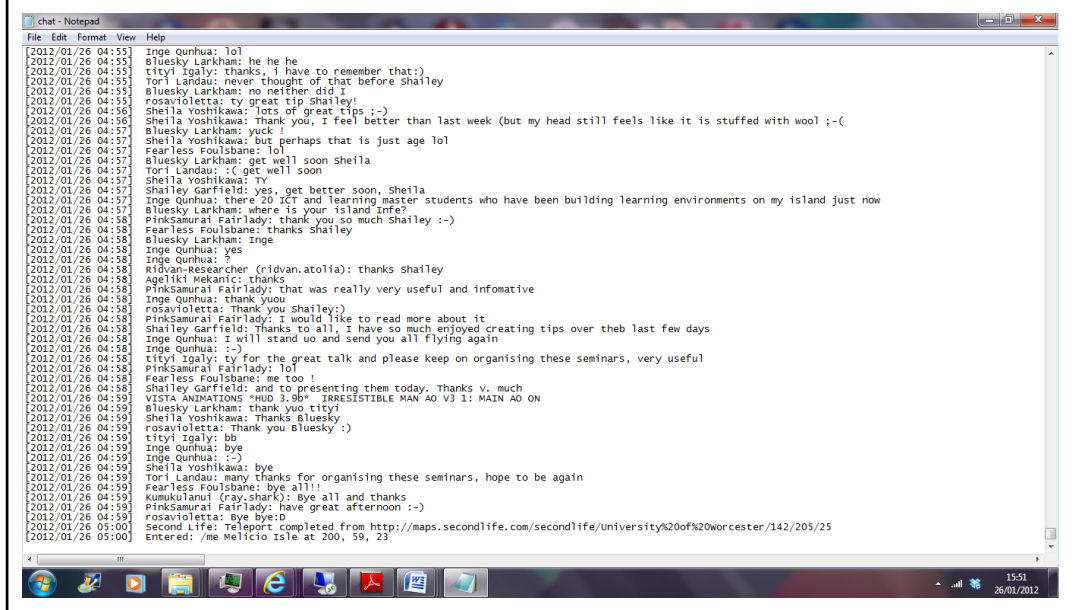 chat - Notepad
File Edit Format View Help
[2012/01/26 04:55] Inge Qunhua: lol
[2012/01/26 04:55] Bluesky Larkham: he he he
[2012/01/26 04:55] tityi Igaly: thanks, i have to remember that:)
[2012/01/26 04:55] Tori Landau: never thought of that before Shailey
[2012/01/26 04:55] Bluesky Larkham: no neither did I
[2012/01/26 04:55] rosavioletta: ty great tip Shailey!
[2012/01/26 04:56] Sheila Yoshikawa: lots of great tips ;-)
[2012/01/26 04:56] Sheila Yoshikawa: Thank you, I feel better than last week (but my head still feels like it is stuffed with wool ;-(
[2012/01/26 04:57] Bluesky Larkham: yuck !
[2012/01/26 04:57] Sheila Yoshikawa: but perhaps that is just age lol
[2012/01/26 04:57] Fearless Foulsbane: lol
[2012/01/26 04:57] Bluesky Larkham: get well soon Sheila
[2012/01/26 04:57] Tori Landau: :( get well soon
[2012/01/26 04:57] Sheila Yoshikawa: TY
[2012/01/26 04:57] Shailey Garfield: yes, get better soon, Sheila
[2012/01/26 04:57] Inge Qunhua: there 20 ICT and learning master students who have been building learning environments on my island just now
[2012/01/26 04:57] Bluesky Larkham: where is your island Infe?
[2012/01/26 04:58] PinkSamurai Fairlady: thank you so much Shailey :-)
[2012/01/26 04:58] Fearless Foulsbane: thanks Shailey
[2012/01/26 04:58] Bluesky Larkham: Inge
[2012/01/26 04:58] Inge Qunhua: yes
[2012/01/26 04:58] Inge Qunhua: ?
[2012/01/26 04:58] Ridvan-Researcher (ridvan.atolia): thanks Shailey
[2012/01/26 04:58] Ageliki Mekanic: thanks
[2012/01/26 04:58] PinkSamurai Fairlady: that was really very useful and infomative
[2012/01/26 04:58] Inge Qunhua: thank yuou
[2012/01/26 04:58] rosavioletta: Thank you Shailey:)
[2012/01/26 04:58] PinkSamurai Fairlady: I would like to read more about it
[2012/01/26 04:58] Shailey Garfield: Thanks to all, I have so much enjoyed creating tips over theb last few days
[2012/01/26 04:58] Inge Qunhua: I will stand uo and send you all flying again
[2012/01/26 04:58] Inge Qunhua: :-)
[2012/01/26 04:58] tityi Igaly: ty for the great talk and please keep on organising these seminars, very useful
[2012/01/26 04:58] PinkSamurai Fairlady: lol
[2012/01/26 04:58] Fearless Foulsbane: me too !
[2012/01/26 04:58] Shailey Garfield: and to presenting them today. Thanks v. much
[2012/01/26 04:59] VISTA ANIMATIONS *HUD 3.9b* IRRESISTIBLE MAN AO V3 1: MAIN AO ON
[2012/01/26 04:59] Bluesky Larkham: thank yuo tityi
[2012/01/26 04:59] Sheila Yoshikawa: Thanks Bluesky
[2012/01/26 04:59] rosavioletta: Thank you Bluesky :)
[2012/01/26 04:59] tityi Igaly: bb
[2012/01/26 04:59] Inge Qunhua: bye
[2012/01/26 04:59] Inge Qunhua: :-)
[2012/01/26 04:59] Sheila Yoshikawa: bye
[2012/01/26 04:59] Tori Landau: many thanks for organising these seminars, hope to be again
[2012/01/26 04:59] Fearless Foulsbane: bye all!!
[2012/01/26 04:59] Kumukulanui (ray.shark): Bye all and thanks
[2012/01/26 04:59] PinkSamurai Fairlady: have great afternoon :-)
[2012/01/26 04:59] rosavioletta: Bye bye:D
[2012/01/26 05:00] Second Life: Teleport completed from http://maps.secondlife.com/secondlife/University%20of%20Worcester/142/205/25
[2012/01/26 05:00] Entered: /me Melicio Isle at 200, 59, 23
15:51
26/01/2012